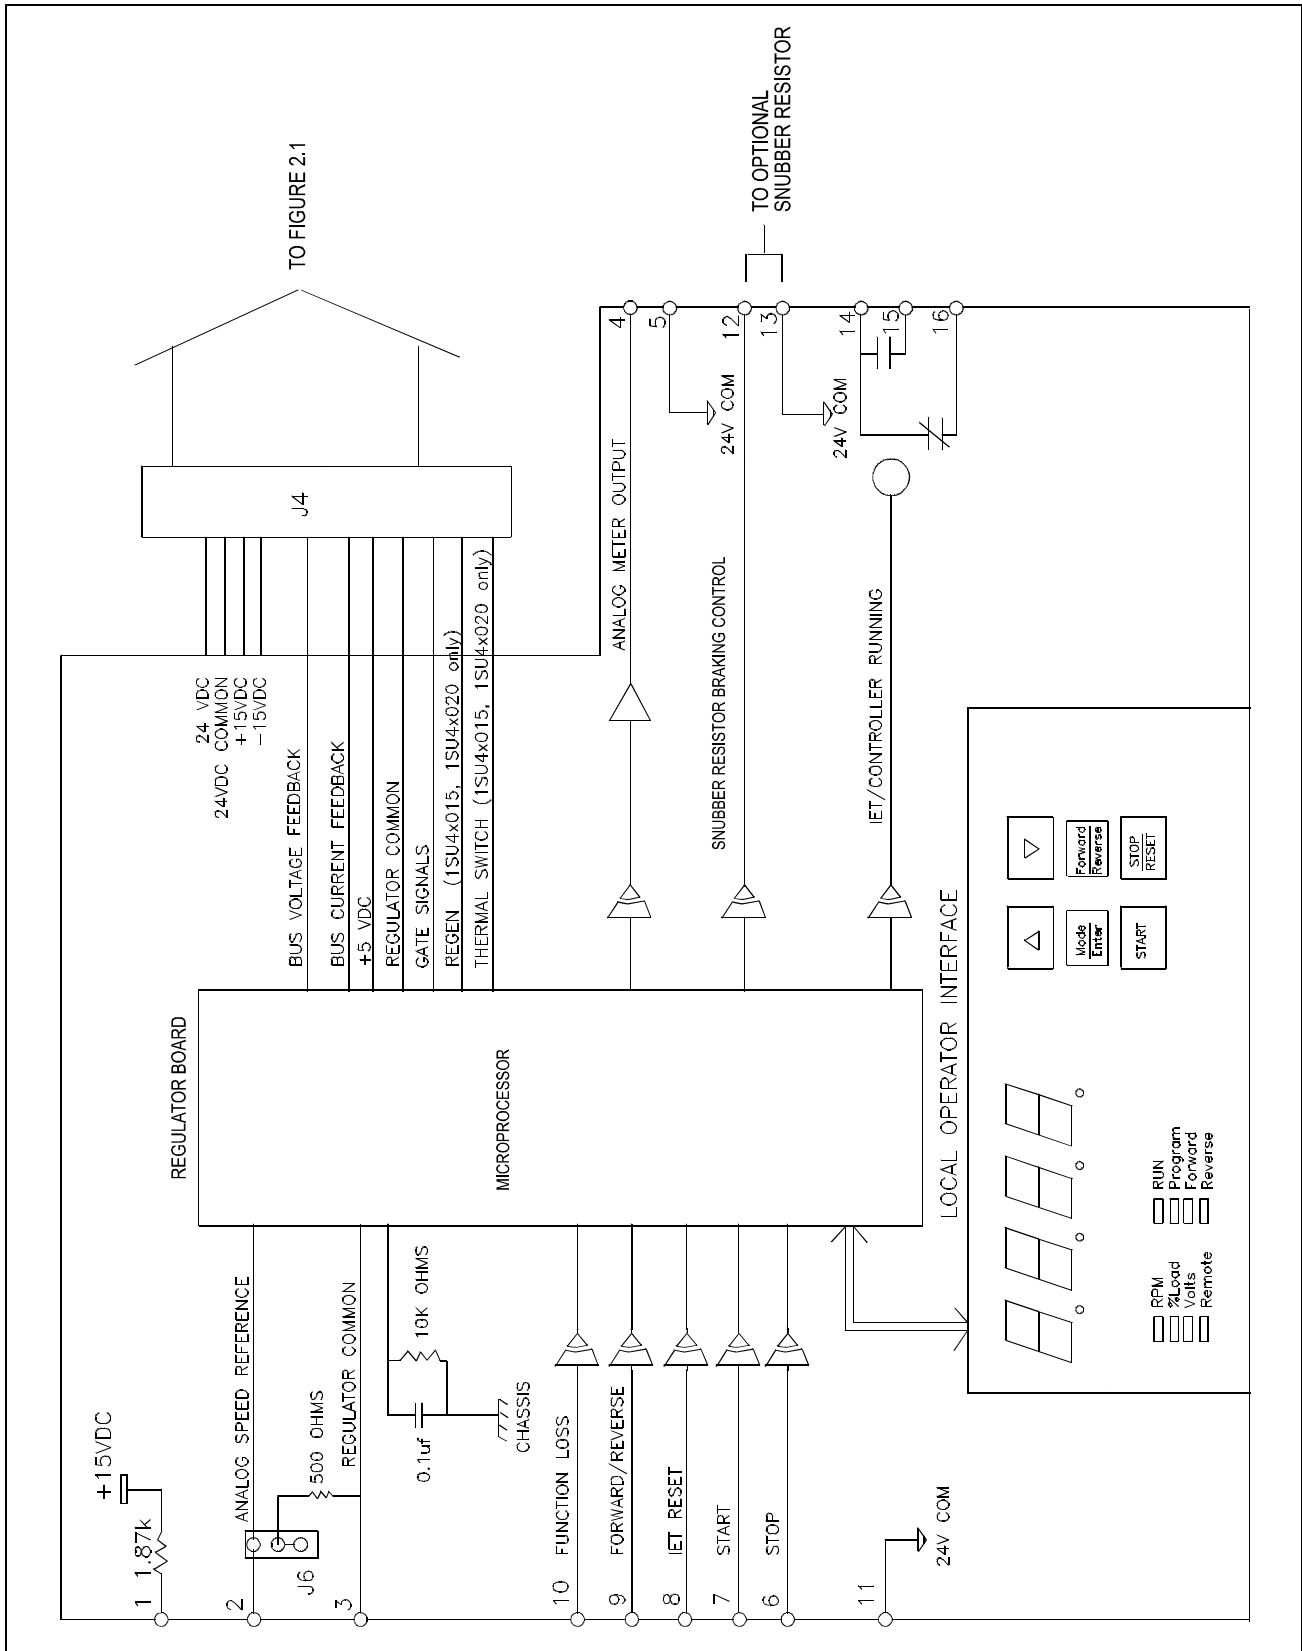 TO FIGURE 2.1
J4
24 VDC
24VDC COMMON
+15VDC
-15VDC
BUS VOLTAGE FEEDBACK
BUS CURRENT FEEDBACK
+5 VDC
REGULATOR COMMON
GATE SIGNALS
REGEN (1SU4x015, 1SU4x020 only)
THERMAL SWITCH (1SU4x015, 1SU4x020 only)
TO OPTIONAL
SNUBBER RESISTOR
4
5
12
13
14
15
16
24V COM
24V COM
ANALOG METER OUTPUT
SNUBBER RESISTOR BRAKING CONTROL
IET/CONTROLLER RUNNING
REGULATOR BOARD
MICROPROCESSOR
+15VDC
1 1.87k
2
ANALOG SPEED REFERENCE
J6
500 OHMS
3
REGULATOR COMMON
10K OHMS
0.1uf
CHASSIS
10 FUNCTION LOSS
9 FORWARD/REVERSE
8 IET RESET
7 START
6 STOP
11
24V COM
LOCAL OPERATOR INTERFACE
RPM
%Load
Volts
Remote
RUN
Program
Forward
Reverse
Mode
Enter
Forward
Reverse
START
STOP
RESET